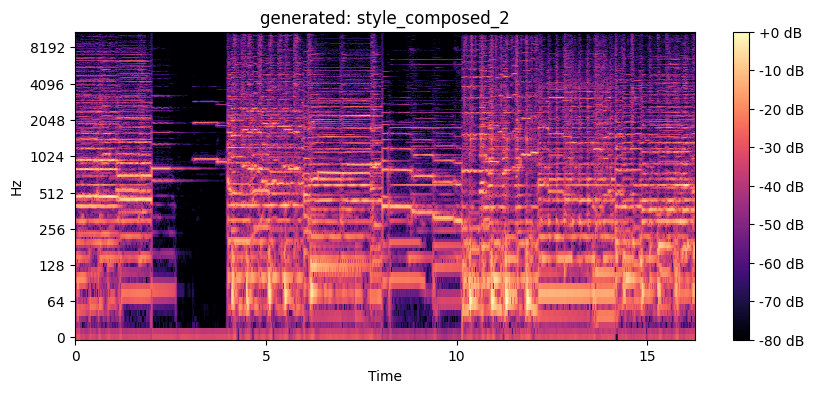 generated: style_composed_2
8192
4096
2048
1024
512
256
128
64
0
Hz
0
5
10
15
Time
+0 dB
-10 dB
-20 dB
-30 dB
-40 dB
-50 dB
-60 dB
-70 dB
-80 dB